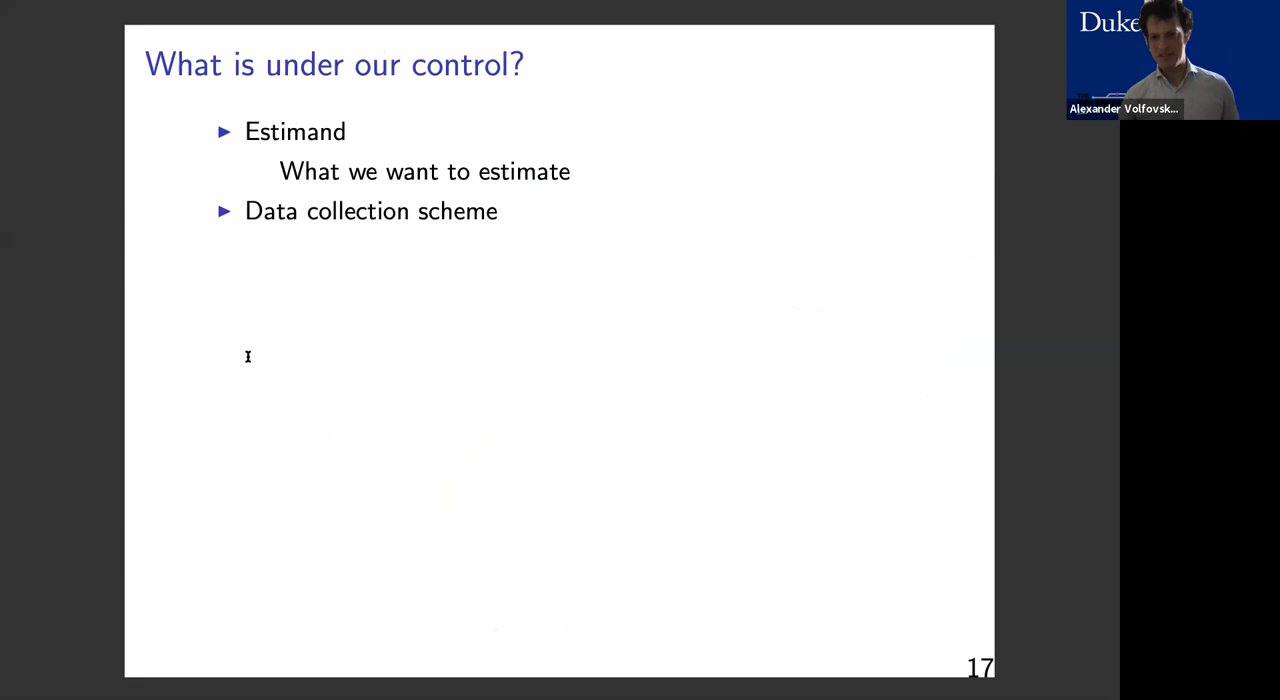 What is under our control?
Estimand
What we want to estimate
Data collection scheme
17
Duke
Alexander Volfovsk...